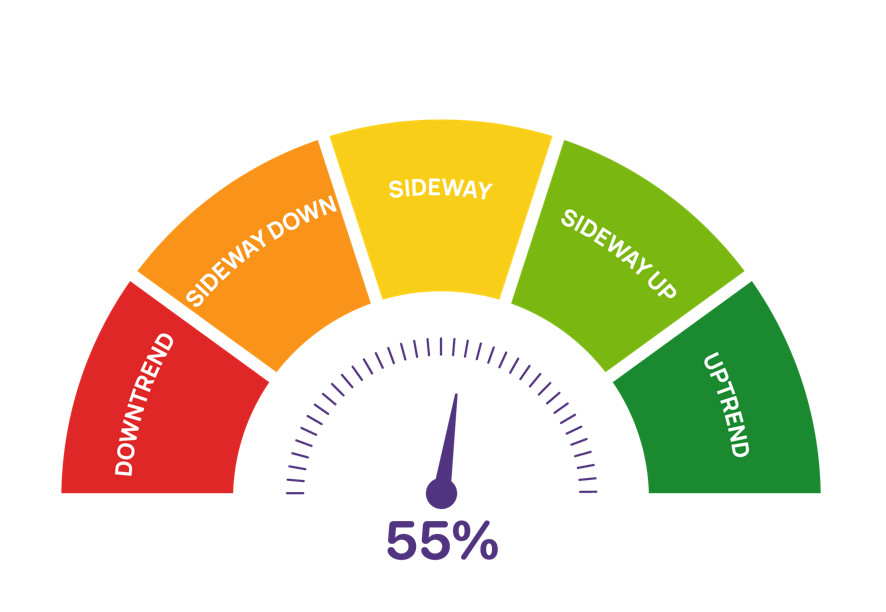 DOWNTREND
SIDEWAY DOWN
SIDEWAY
SIDEWAY UP
UPTREND
55%